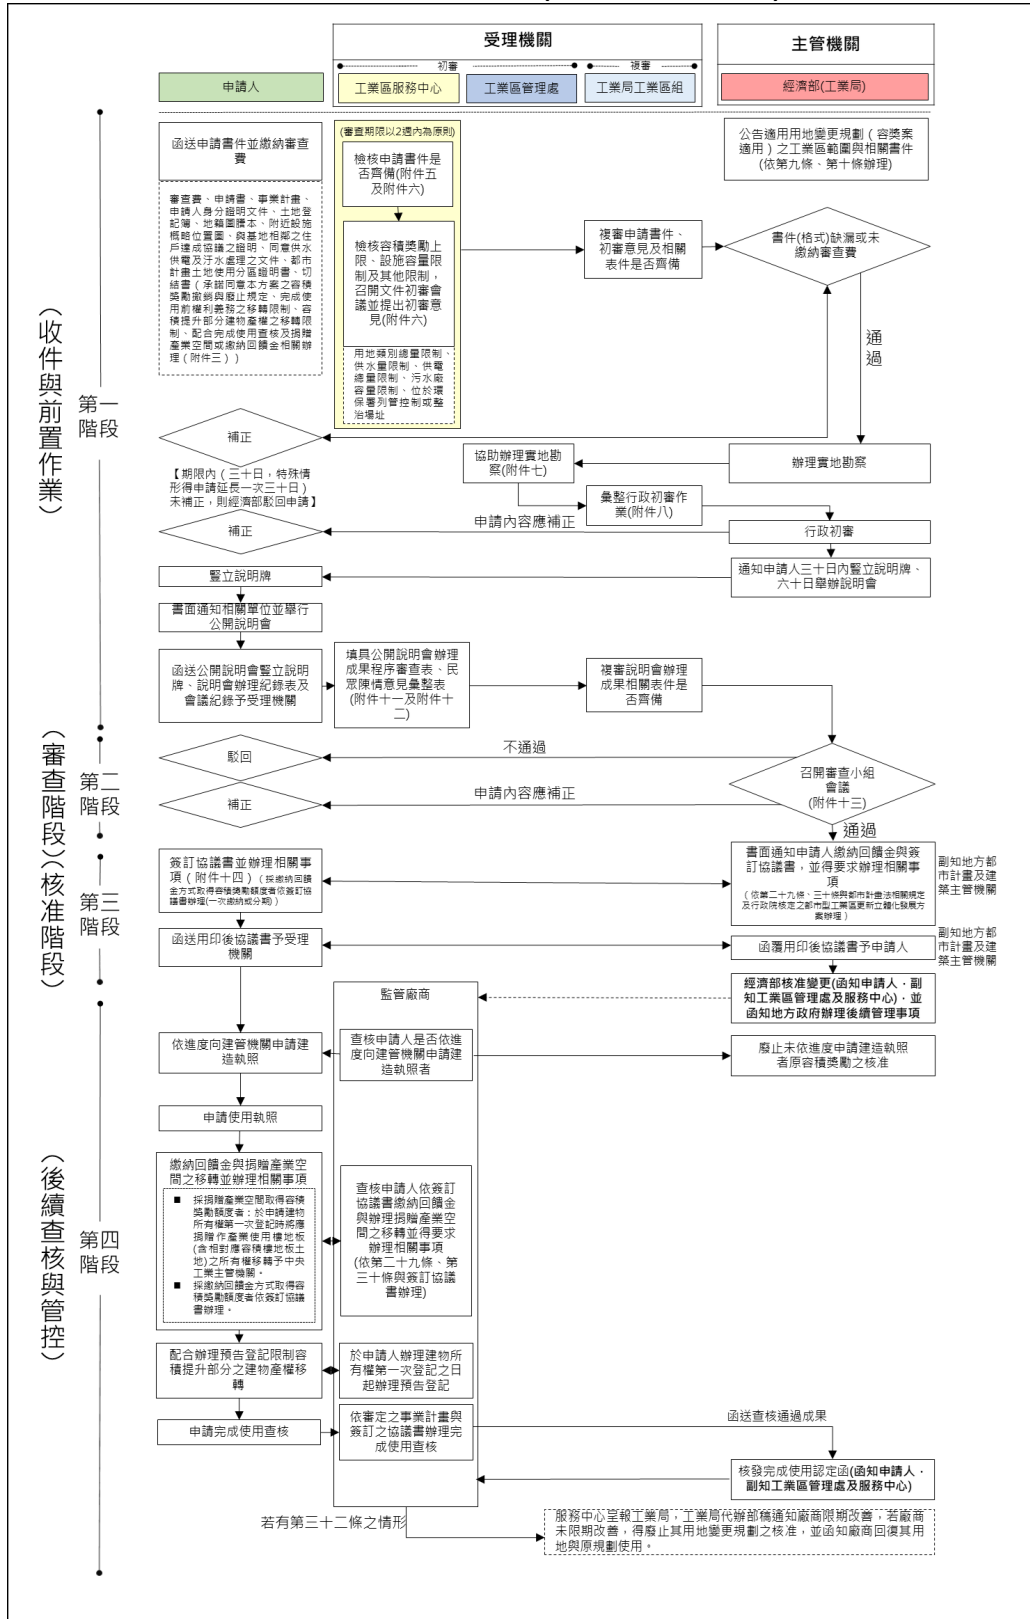 受理機關
主管機關
初審
複審
申請人
工業區服務中心
工業區管理處
工業局工業區組
經濟部(工業局)
（收件與前置作業）
第一
階段
函送申請書件並繳納審查
費
審查費、申請書、事業計畫、
申請人身分證明文件、土地登
記簿、地籍圖謄本、附近設施
概略位置圖、與基地相鄰之住
戶達成協議之證明、同意供水
供電及汙水處理之文件、都市
計畫土地使用分區證明書、切
結書（承諾同意本方案之容積
獎勵撤銷與廢止規定、完成使
用前權利義務之移轉限制、容
積提升部分建物產權之移轉限
制、配合完成使用查核及捐贈
產業空間或繳納回饋金相關辦
理（附件三））
(審查期限以2週內為原則)
檢核申請書件是
否齊備(附件五
及附件六)
檢核容積獎勵上
限、設施容量限
制及其他限制，
召開文件初審會
議並提出初審意
見(附件六)
用地類別總量限制、
供水量限制、供電
總量限制、污水廠
容量限制、位於環
保署列管控制或整
治場址
複審申請書件、
初審意見及相關
表件是否齊備
公告適用用地變更規劃（容獎案
適用）之工業區範圍與相關書件
(依第九條、第十條辦理)
書件(格式)缺漏或未
繳納審查費
通
過
補正
【期限內（三十日，特殊情
形得申請延長一次三十日）
未補正，則經濟部駁回申請】
協助辦理實地勘
察(附件七)
辦理實地勘察
彙整行政初審作
業(附件八)
申請內容應補正
補正
行政初審
通知申請人三十日內豎立說明牌、
六十日舉辦說明會
豎立說明牌
書面通知相關單位並舉行
公開說明會
函送公開說明會豎立說明
牌、說明會辦理紀錄表及
會議紀錄予受理機關
填具公開說明會辦理
成果程序審查表、民
眾陳情意見彙整表
(附件十一及附件十
二)
複審說明會辦理
成果相關表件是
否齊備
（審查階段）
第二
階段
駁回
不通過
召開審查小組
會議
(附件十三)
補正
申請內容應補正
通過
（核准階段）
第三
階段
簽訂協議書並辦理相關事
項（附件十四）（採繳納回饋
金方式取得容積獎勵額度者依簽訂協
議書辦理(一次繳納或分期)）
書面通知申請人繳納回饋金與簽
訂協議書，並得要求辦理相關事
項
（依第二十九條、三十條與都市計畫法相關規定
及行政院核定之都市型工業區更新立體化發展方
案辦理）
副知地方都
市計畫及建
築主管機關
函送用印後協議書予受理
機關
函覆用印後協議書予申請人
副知地方都
市計畫及建
築主管機關
（後續查核與管控）
第四
階段
監管廠商
經濟部核准變更(函知申請人，副
知工業區管理處及服務中心)，並
函知地方政府辦理後續管理事項
依進度向建管機關申請建
造執照
查核申請人是否依進
度向建管機關申請建
造執照者
廢止未依進度申請建造執照
者原容積獎勵之核准
申請使用執照
繳納回饋金與捐贈產業空
間之移轉並辦理相關事項
■ 採捐贈產業空間取得容積
獎勵額度者：於申請建物
所有權第一次登記時將應
捐贈作產業使用樓地板
(含相對應容積樓地板土
地)之所有權移轉予中央
工業主管機關。
■ 採繳納回饋金方式取得容
積獎勵額度者依簽訂協議
書辦理。
查核申請人依簽訂
協議書繳納回饋金
與辦理捐贈產業空
間之移轉並得要求
辦理相關事項
(依第二十九條、第
三十條與簽訂協議
書辦理)
配合辦理預告登記限制容
積提升部分之建物產權移
轉
於申請人辦理建物所
有權第一次登記之日
起辦理預告登記
申請完成使用查核
依審定之事業計畫與
簽訂之協議書辦理完
成使用查核
函送查核通過成果
核發完成使用認定函(函知申請人，
副知工業區管理處及服務中心)
若有第三十二條之情形
服務中心呈報工業局，工業局代辦部稿通知廠商限期改善，若廠商
未限期改善，得廢止其用地變更規劃之核准，並函知廠商回復其用
地與原規劃使用。